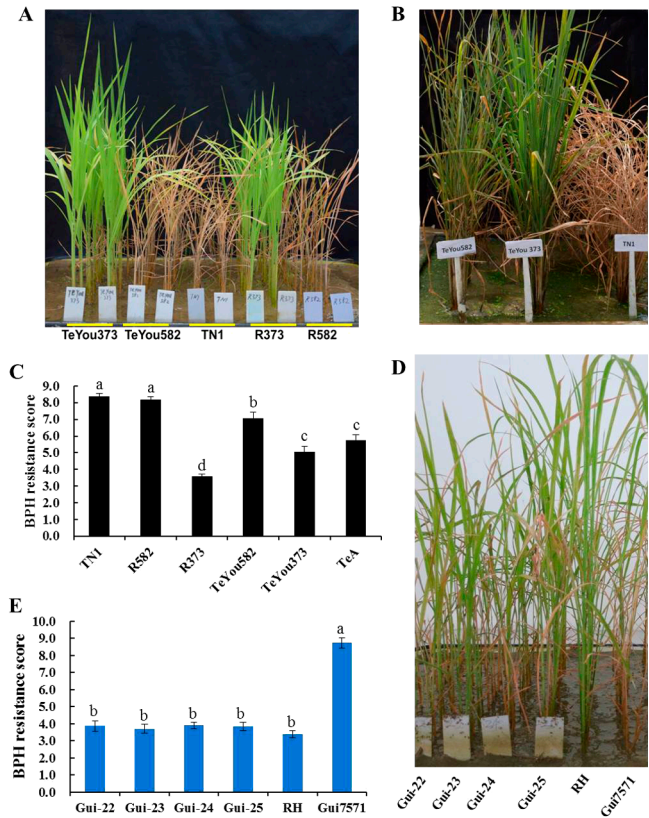 A
TeYou373 TeYou582 TN1 R373 R582
B
TeYou582
TeYou 373
TN1
C
BPH resistance score
9.0
8.0
7.0
6.0
5.0
4.0
3.0
2.0
1.0
0.0
a a d b c c
TN1 R582 R373 TeYou582 TeYou373 TeA
D
Gui-22 Gui-23 Gui-24 Gui-25 RH Gui7571
E
BPH resistance score
10.0
9.0
8.0
7.0
6.0
5.0
4.0
3.0
2.0
1.0
0.0
b b b b b a
Gui-22 Gui-23 Gui-24 Gui-25 RH Gui7571